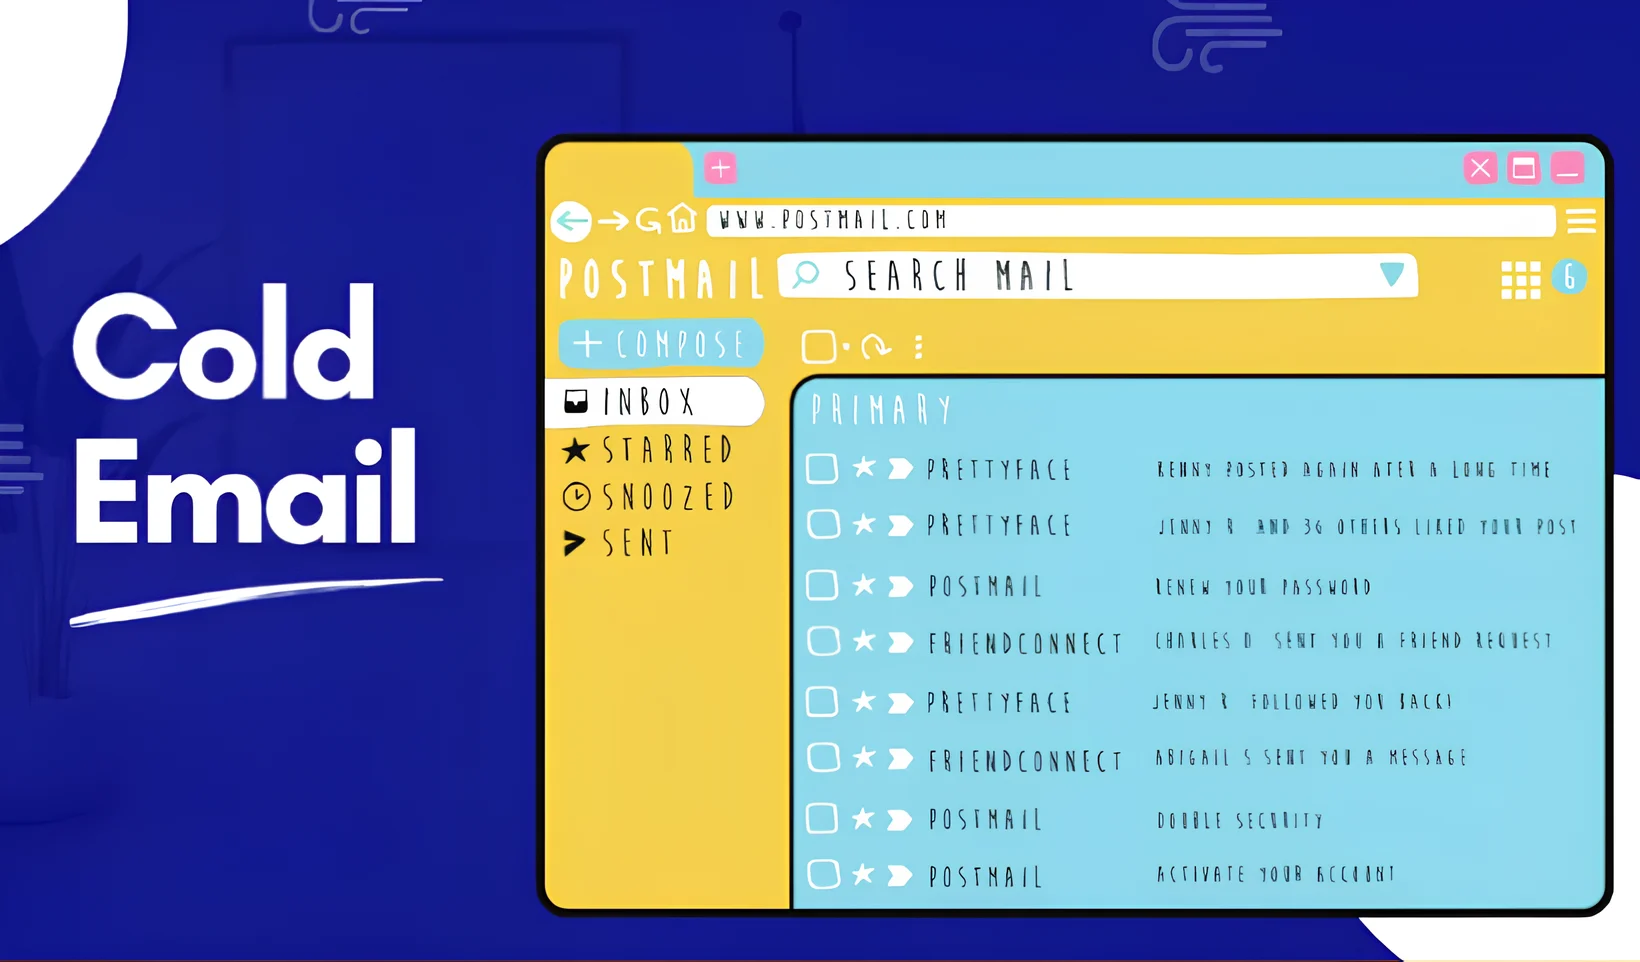 Cold
Email
WWW.POSTMAIL.COM
POSTMAIL
SEARCH MAIL
6
+ COMPOSE
INBOX
STARRED
SNOOZED
SENT
PRIMARY
PRETTYFACE KENNY POSTED AGAIN ATER A LONG TIME
PRETTYFACE JENNY R AND 36 OTHERS LIKED YOUR POST
POSTMAIL RENEW YOUR PASSWORD
FRIENDCONNECT CHARLES D SENT YOU A FRIEND REQUEST
PRETTYFACE JENNY R FOLLOWED YOU BACK!
FRIENDCONNECT ABIGAIL S SENT YOU A MESSAGE
POSTMAIL DOUBLE SECURITY
POSTMAIL ACTIVATE YOUR ACCOUNT